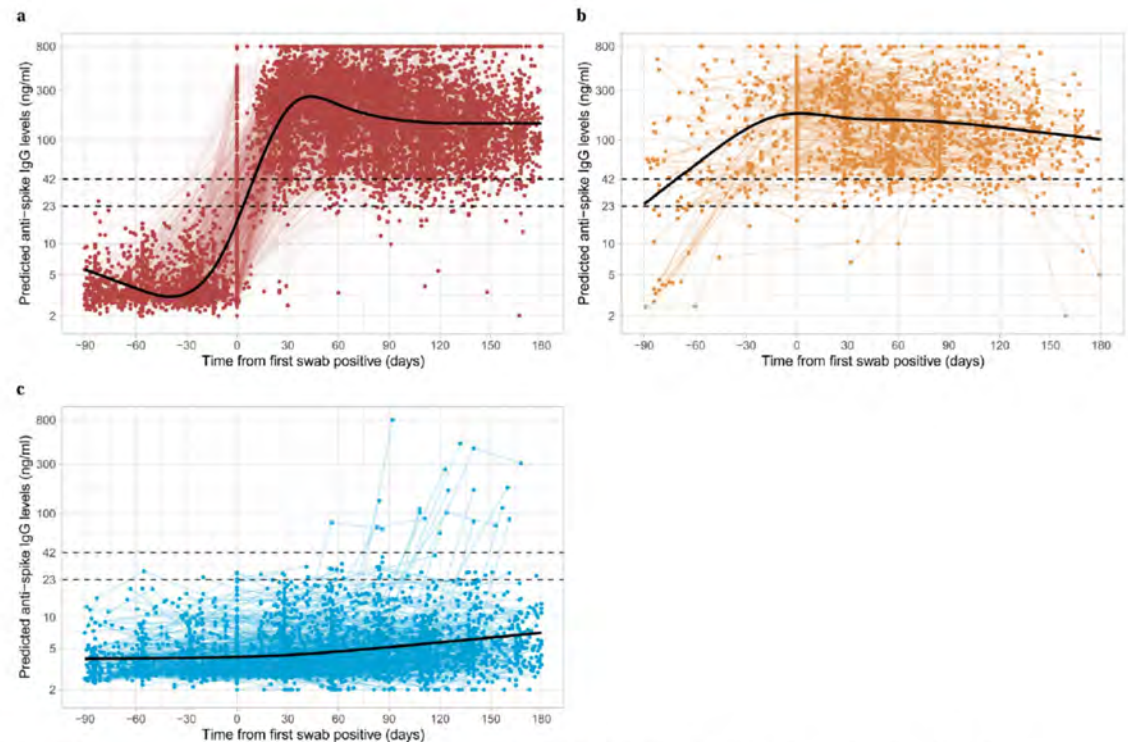 a
Predicted anti-spike IgG levels (ng/ml)
800
300
100
42
23
10
5
2
−90 −60 −30 0 30 60 90 120 150 180
Time from first swab positive (days)
b
Predicted anti-spike IgG levels (ng/ml)
800
300
100
42
23
10
5
2
−90 −60 −30 0 30 60 90 120 150 180
Time from first swab positive (days)
c
Predicted anti-spike IgG levels (ng/ml)
800
300
100
42
23
10
5
2
−90 −60 −30 0 30 60 90 120 150 180
Time from first swab positive (days)